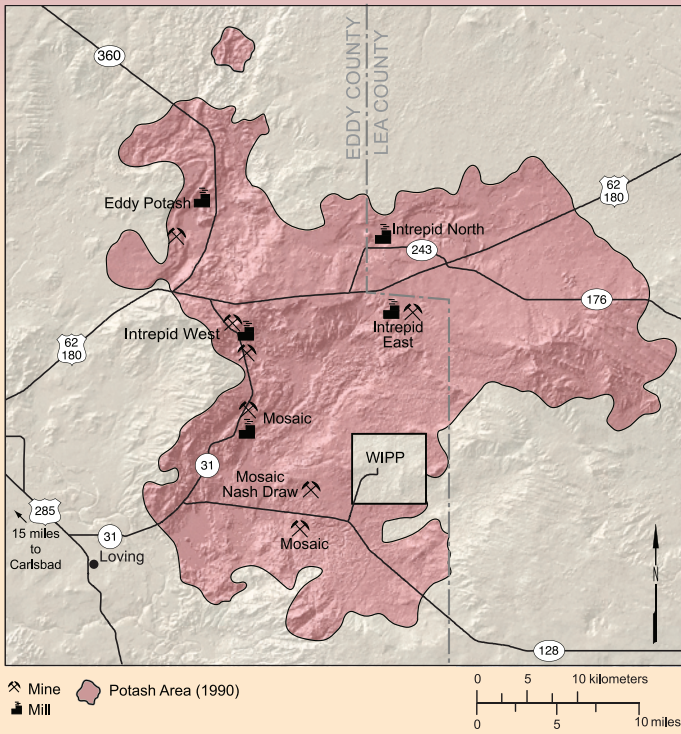 360
EDDY COUNTY
LEA COUNTY
62
180
Eddy Potash
Intrepid North
243
176
Intrepid West
Intrepid
East
62
180
Mosaic
WIPP
31
Mosaic
Nash Draw
285
31
Mosaic
15 miles
to
Carlsbad
Loving
N
128
Mine
Mill
Potash Area (1990)
0 5 10 kilometers
0 5 10 miles